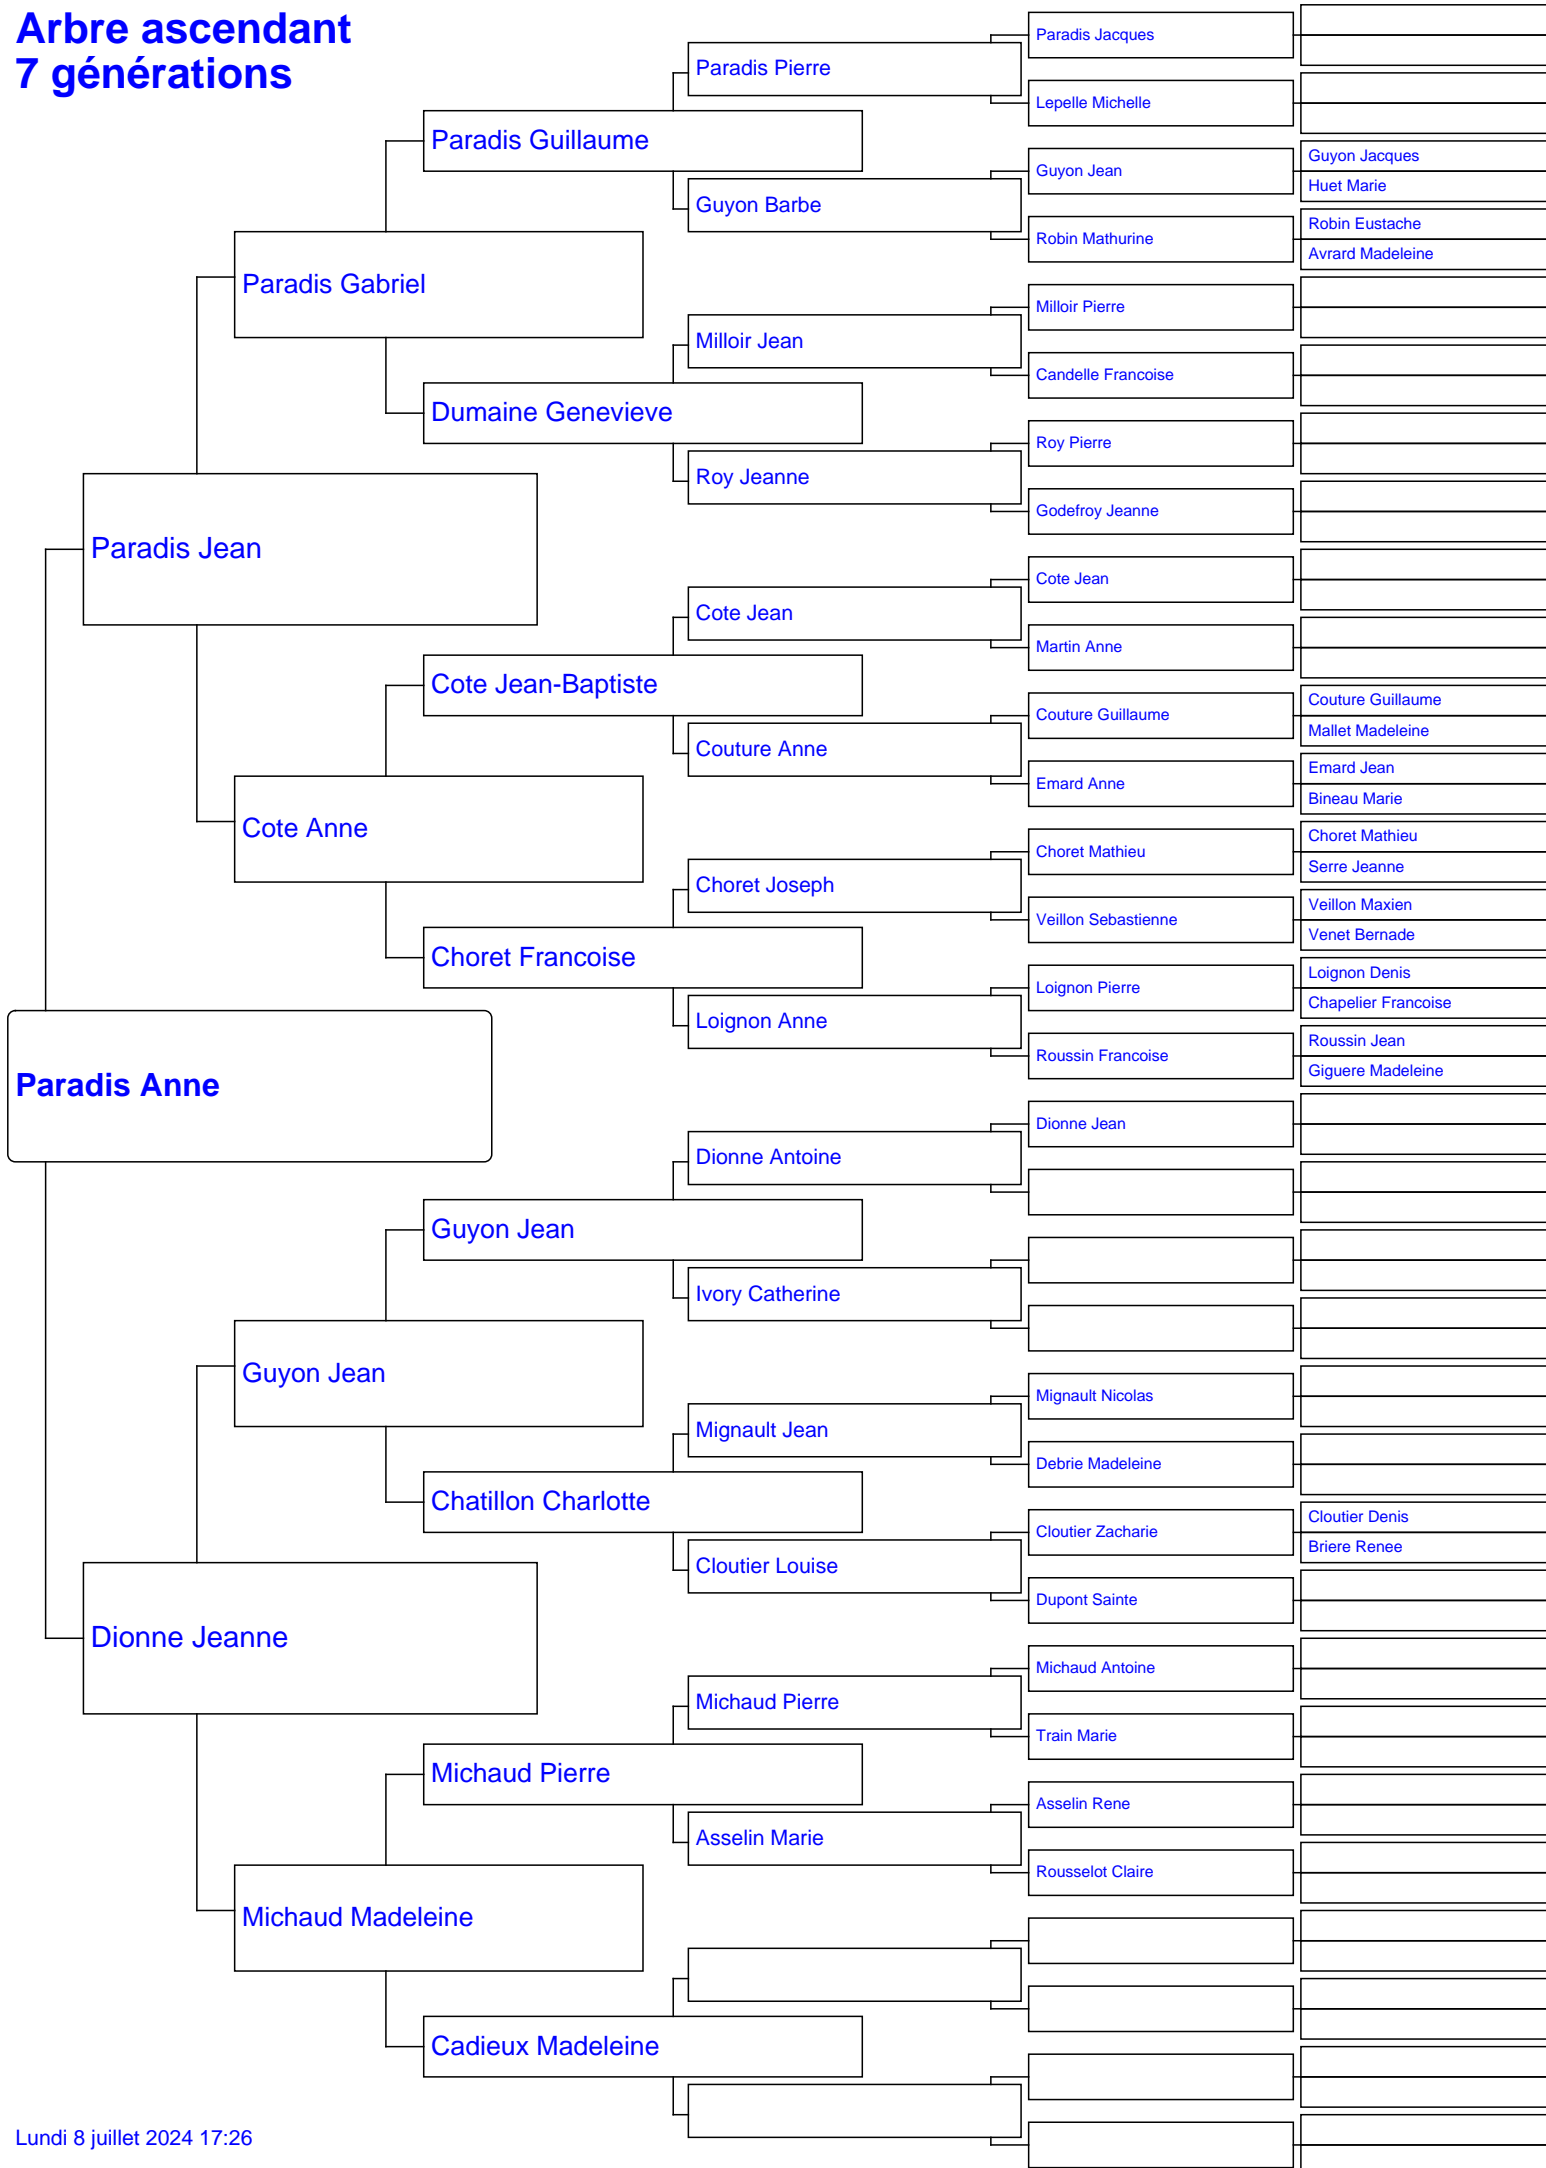 Arbre ascendant
7 générations
Paradis Anne
Paradis Jean
Dionne Jeanne
Paradis Gabriel
Cote Anne
Guyon Jean
Michaud Madeleine
Paradis Guillaume
Dumaine Genevieve
Cote Jean-Baptiste
Choret Francoise
Guyon Jean
Chatillon Charlotte
Michaud Pierre
Cadieux Madeleine
Paradis Pierre
Guyon Barbe
Milloir Jean
Roy Jeanne
Cote Jean
Couture Anne
Choret Joseph
Loignon Anne
Dionne Antoine
Ivory Catherine
Mignault Jean
Cloutier Louise
Michaud Pierre
Asselin Marie
Paradis Jacques
Lepelle Michelle
Guyon Jean
Robin Mathurine
Milloir Pierre
Candelle Francoise
Roy Pierre
Godefroy Jeanne
Cote Jean
Martin Anne
Couture Guillaume
Emard Anne
Choret Mathieu
Veillon Sebastienne
Loignon Pierre
Roussin Francoise
Dionne Jean
Mignault Nicolas
Debrie Madeleine
Cloutier Zacharie
Dupont Sainte
Michaud Antoine
Train Marie
Asselin Rene
Rousselot Claire
Guyon Jacques
Huet Marie
Robin Eustache
Avrard Madeleine
Couture Guillaume
Mallet Madeleine
Emard Jean
Bineau Marie
Choret Mathieu
Serre Jeanne
Veillon Maxien
Venet Bernade
Loignon Denis
Chapelier Francoise
Roussin Jean
Giguere Madeleine
Cloutier Denis
Briere Renee
Lundi 8 juillet 2024 17:26